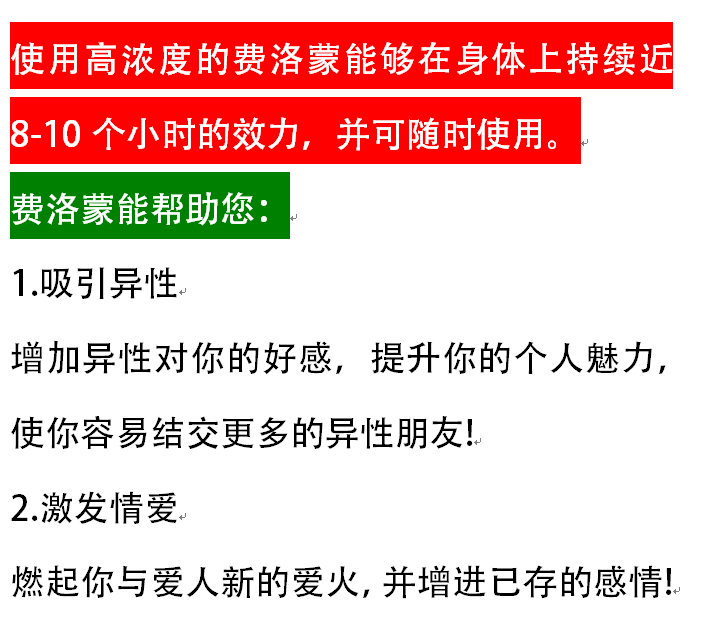 使用高浓度的费洛蒙能够在身体上持续近
8-10 个小时的效力，并可随时使用。
费洛蒙能帮助您：
1.吸引异性
增加异性对你的好感，提升你的个人魅力，
使你容易结交更多的异性朋友!
2.激发情爱
燃起你与爱人新的爱火, 并增进已存的感情!